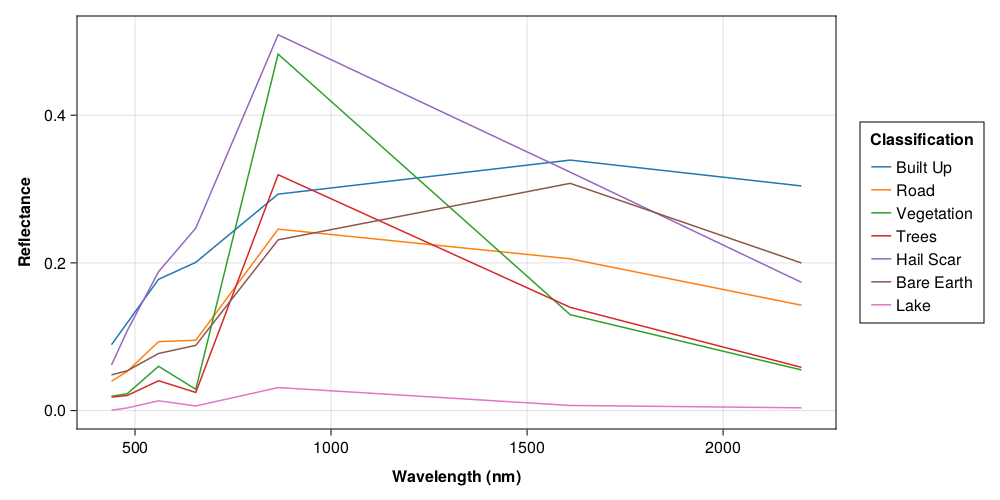 Reflectance
0.4
0.2
0.0
500
1000
1500
2000
Wavelength (nm)
Classification
Built Up
Road
Vegetation
Trees
Hail Scar
Bare Earth
Lake